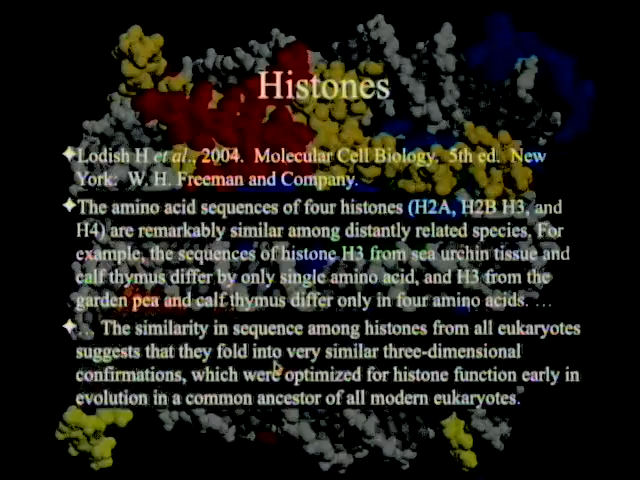 Histones
✦Lodish H et al., 2004. Molecular Cell Biology. 5th ed. New
York: W. H. Freeman and Company.
✦The amino acid sequences of four histones (H2A, H2B H3, and
H4) are remarkably similar among distantly related species. For
example, the sequences of histone H3 from sea urchin tissue and
calf thymus differ by only single amino acid, and H3 from the
garden pea and calf thymus differ only in four amino acids. …
✦… The similarity in sequence among histones from all eukaryotes
suggests that they fold into very similar three-dimensional
confirmations, which were optimized for histone function early in
evolution in a common ancestor of all modern eukaryotes.